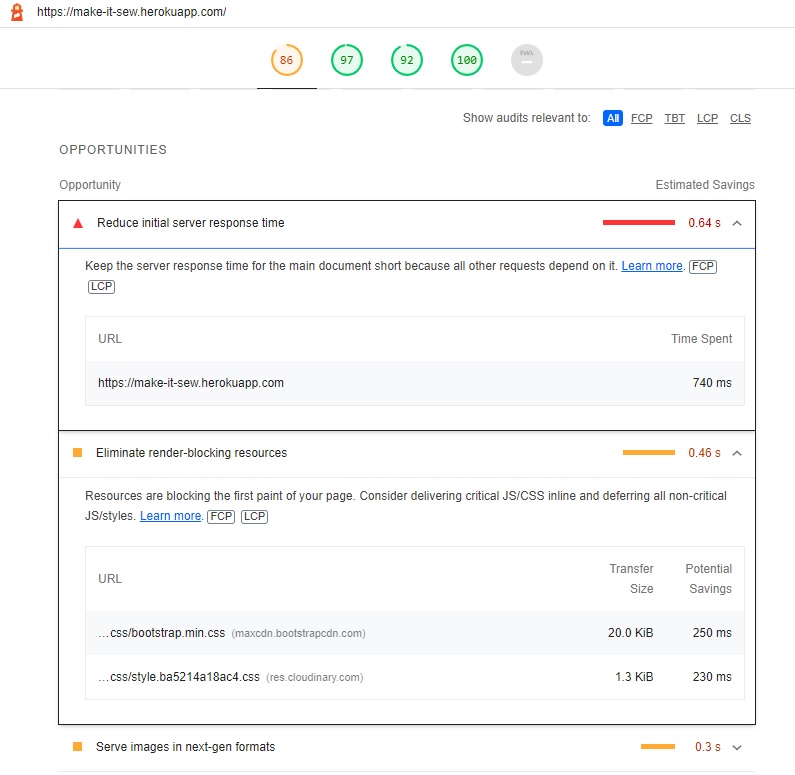 https://make-it-sew.herokuapp.com/
86 97 92 100 PWA
Show audits relevant to: All FCP TBT LCP CLS
OPPORTUNITIES
Opportunity Estimated Savings
Reduce initial server response time 0.64 s
Keep the server response time for the main document short because all other requests depend on it. Learn more. FCP
LCP
URL Time Spent
https://make-it-sew.herokuapp.com 740 ms
Eliminate render-blocking resources 0.46 s
Resources are blocking the first paint of your page. Consider delivering critical JS/CSS inline and deferring all non-critical
JS/styles. Learn more. FCP LCP
URL Transfer Size Potential Savings
…css/bootstrap.min.css (maxcdn.bootstrapcdn.com) 20.0 KiB 250 ms
…css/style.ba5214a18ac4.css (res.cloudinary.com) 1.3 KiB 230 ms
Serve images in next-gen formats 0.3 s